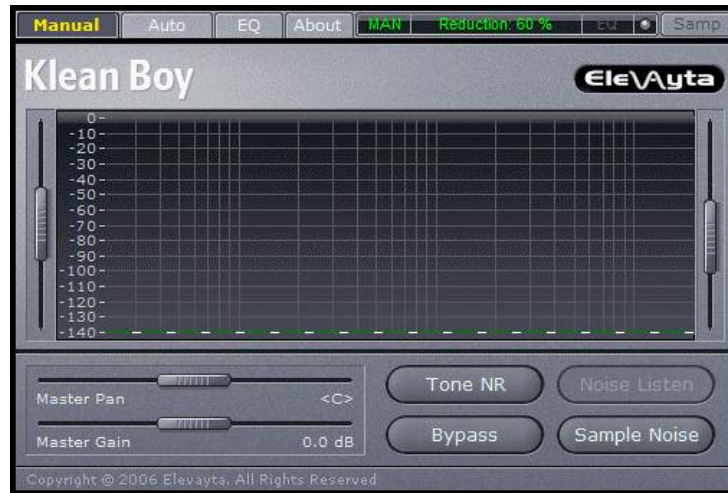 Manual Auto EQ About MAN Reduction: 60 % EQ Samp
Klean Boy
EleVAyta
0
-10
-20
-30
-40
-50
-60
-70
-80
-90
-100
-110
-120
-130
-140
Tone NR Noise Listen
Master Pan <C>
Bypass Sample Noise
Master Gain 0.0 dB
Copyright © 2006 Elevayta. All Rights Reserved